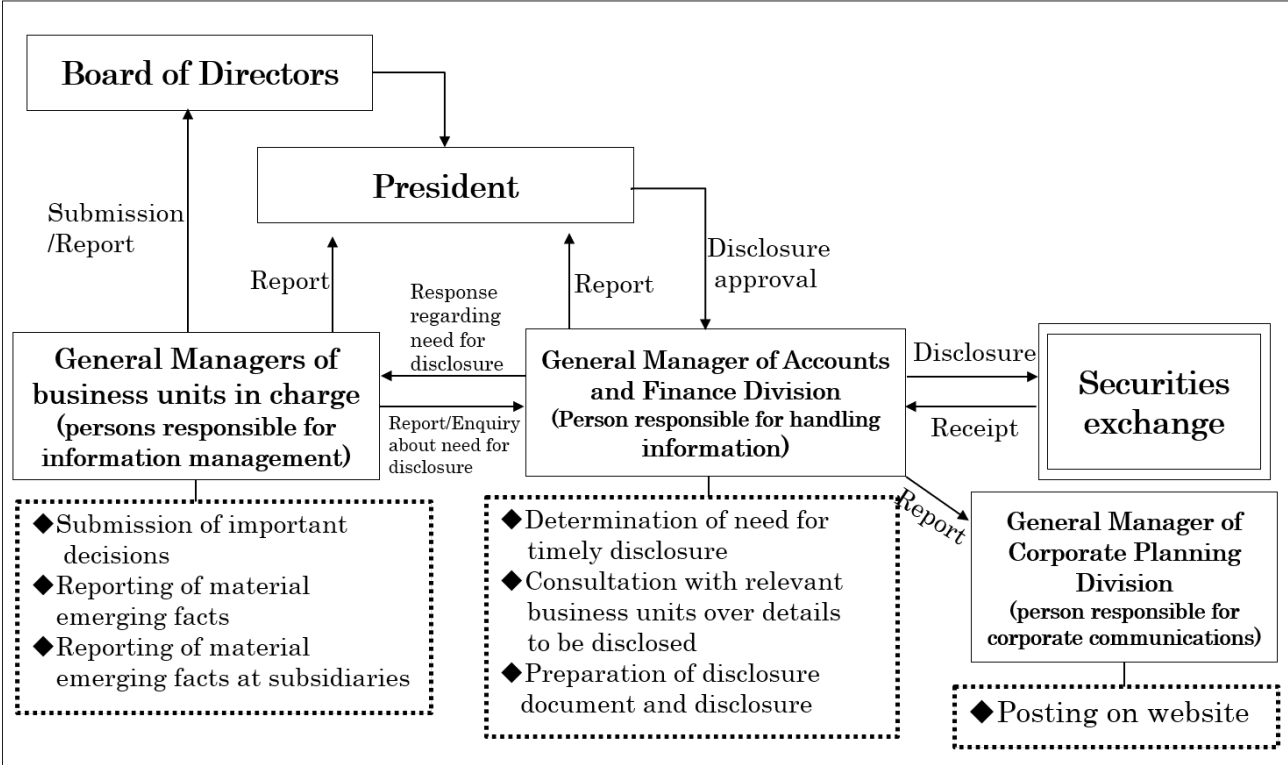 Board of Directors
President
Submission
/Report
Report
Response
regarding
need for
disclosure
Report
Disclosure
approval
General Managers of
business units in charge
(persons responsible for
information management)
Report/Enquiry
about need for
disclosure
General Manager of Accounts
and Finance Division
(Person responsible for handling
information)
Disclosure
Receipt
Securities
exchange
Report
◆Submission of important
decisions
◆Reporting of material
emerging facts
◆Reporting of material
emerging facts at subsidiaries
◆Determination of need for
timely disclosure
◆Consultation with relevant
business units over details
to be disclosed
◆Preparation of disclosure
document and disclosure
General Manager of
Corporate Planning
Division
(person responsible for
corporate communications)
◆Posting on website